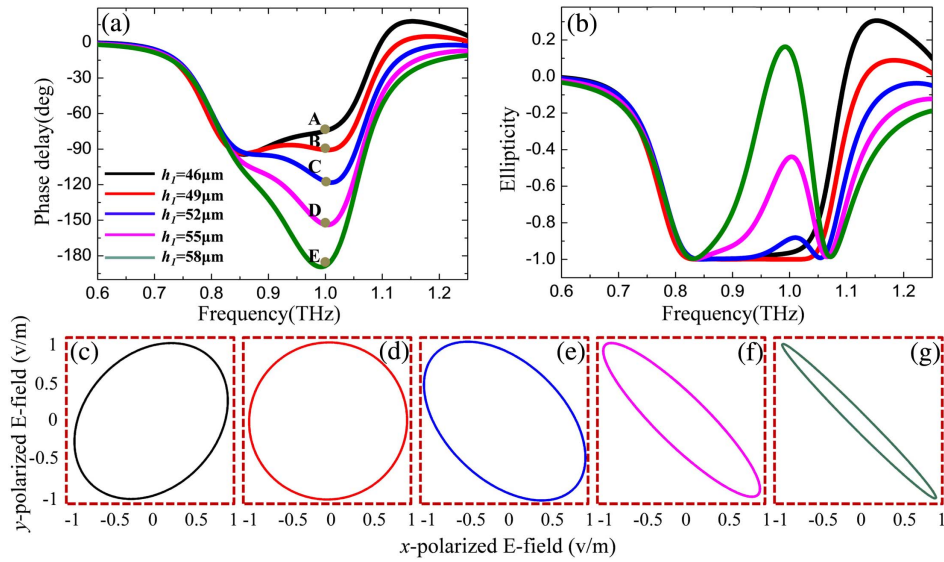 (a)
Phase delay(deg)
0
-30
-60
-90
-120
-150
-180
A
B
C
D
E
h1=46μm
h1=49μm
h1=52μm
h1=55μm
h1=58μm
0.6 0.7 0.8 0.9 1.0 1.1 1.2
Frequency(THz)
(b)
Ellipticity
0.2
0.0
-0.2
-0.4
-0.6
-0.8
-1.0
0.6 0.7 0.8 0.9 1.0 1.1 1.2
Frequency(THz)
y-polarized E-field (v/m)
1
0.5
0
-0.5
-1
(c) (d) (e) (f) (g)
-1 -0.5 0 0.5 1 -0.5 0 0.5 1 -1 -0.5 0 0.5 1 -1 -0.5 0 0.5 1 -1 -0.5 0 0.5 1
x-polarized E-field (v/m)